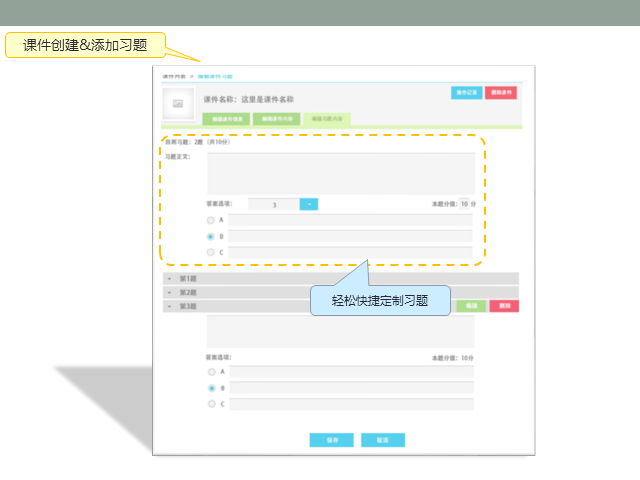 课件创建&添加习题
课件列表 > 编辑课件习题
课件名称：这里是课件名称
操作记录
删除课件
编辑课件信息
编辑课件内容
编辑习题内容
2题（共10分）
习题正文：
答案选项：
3
本题分值：10 分
A
B
C
轻松快捷定制习题
第1题
第2题
第3题
编辑
删除
答案选项：
本题分值：10分
A
B
C
保存
取消